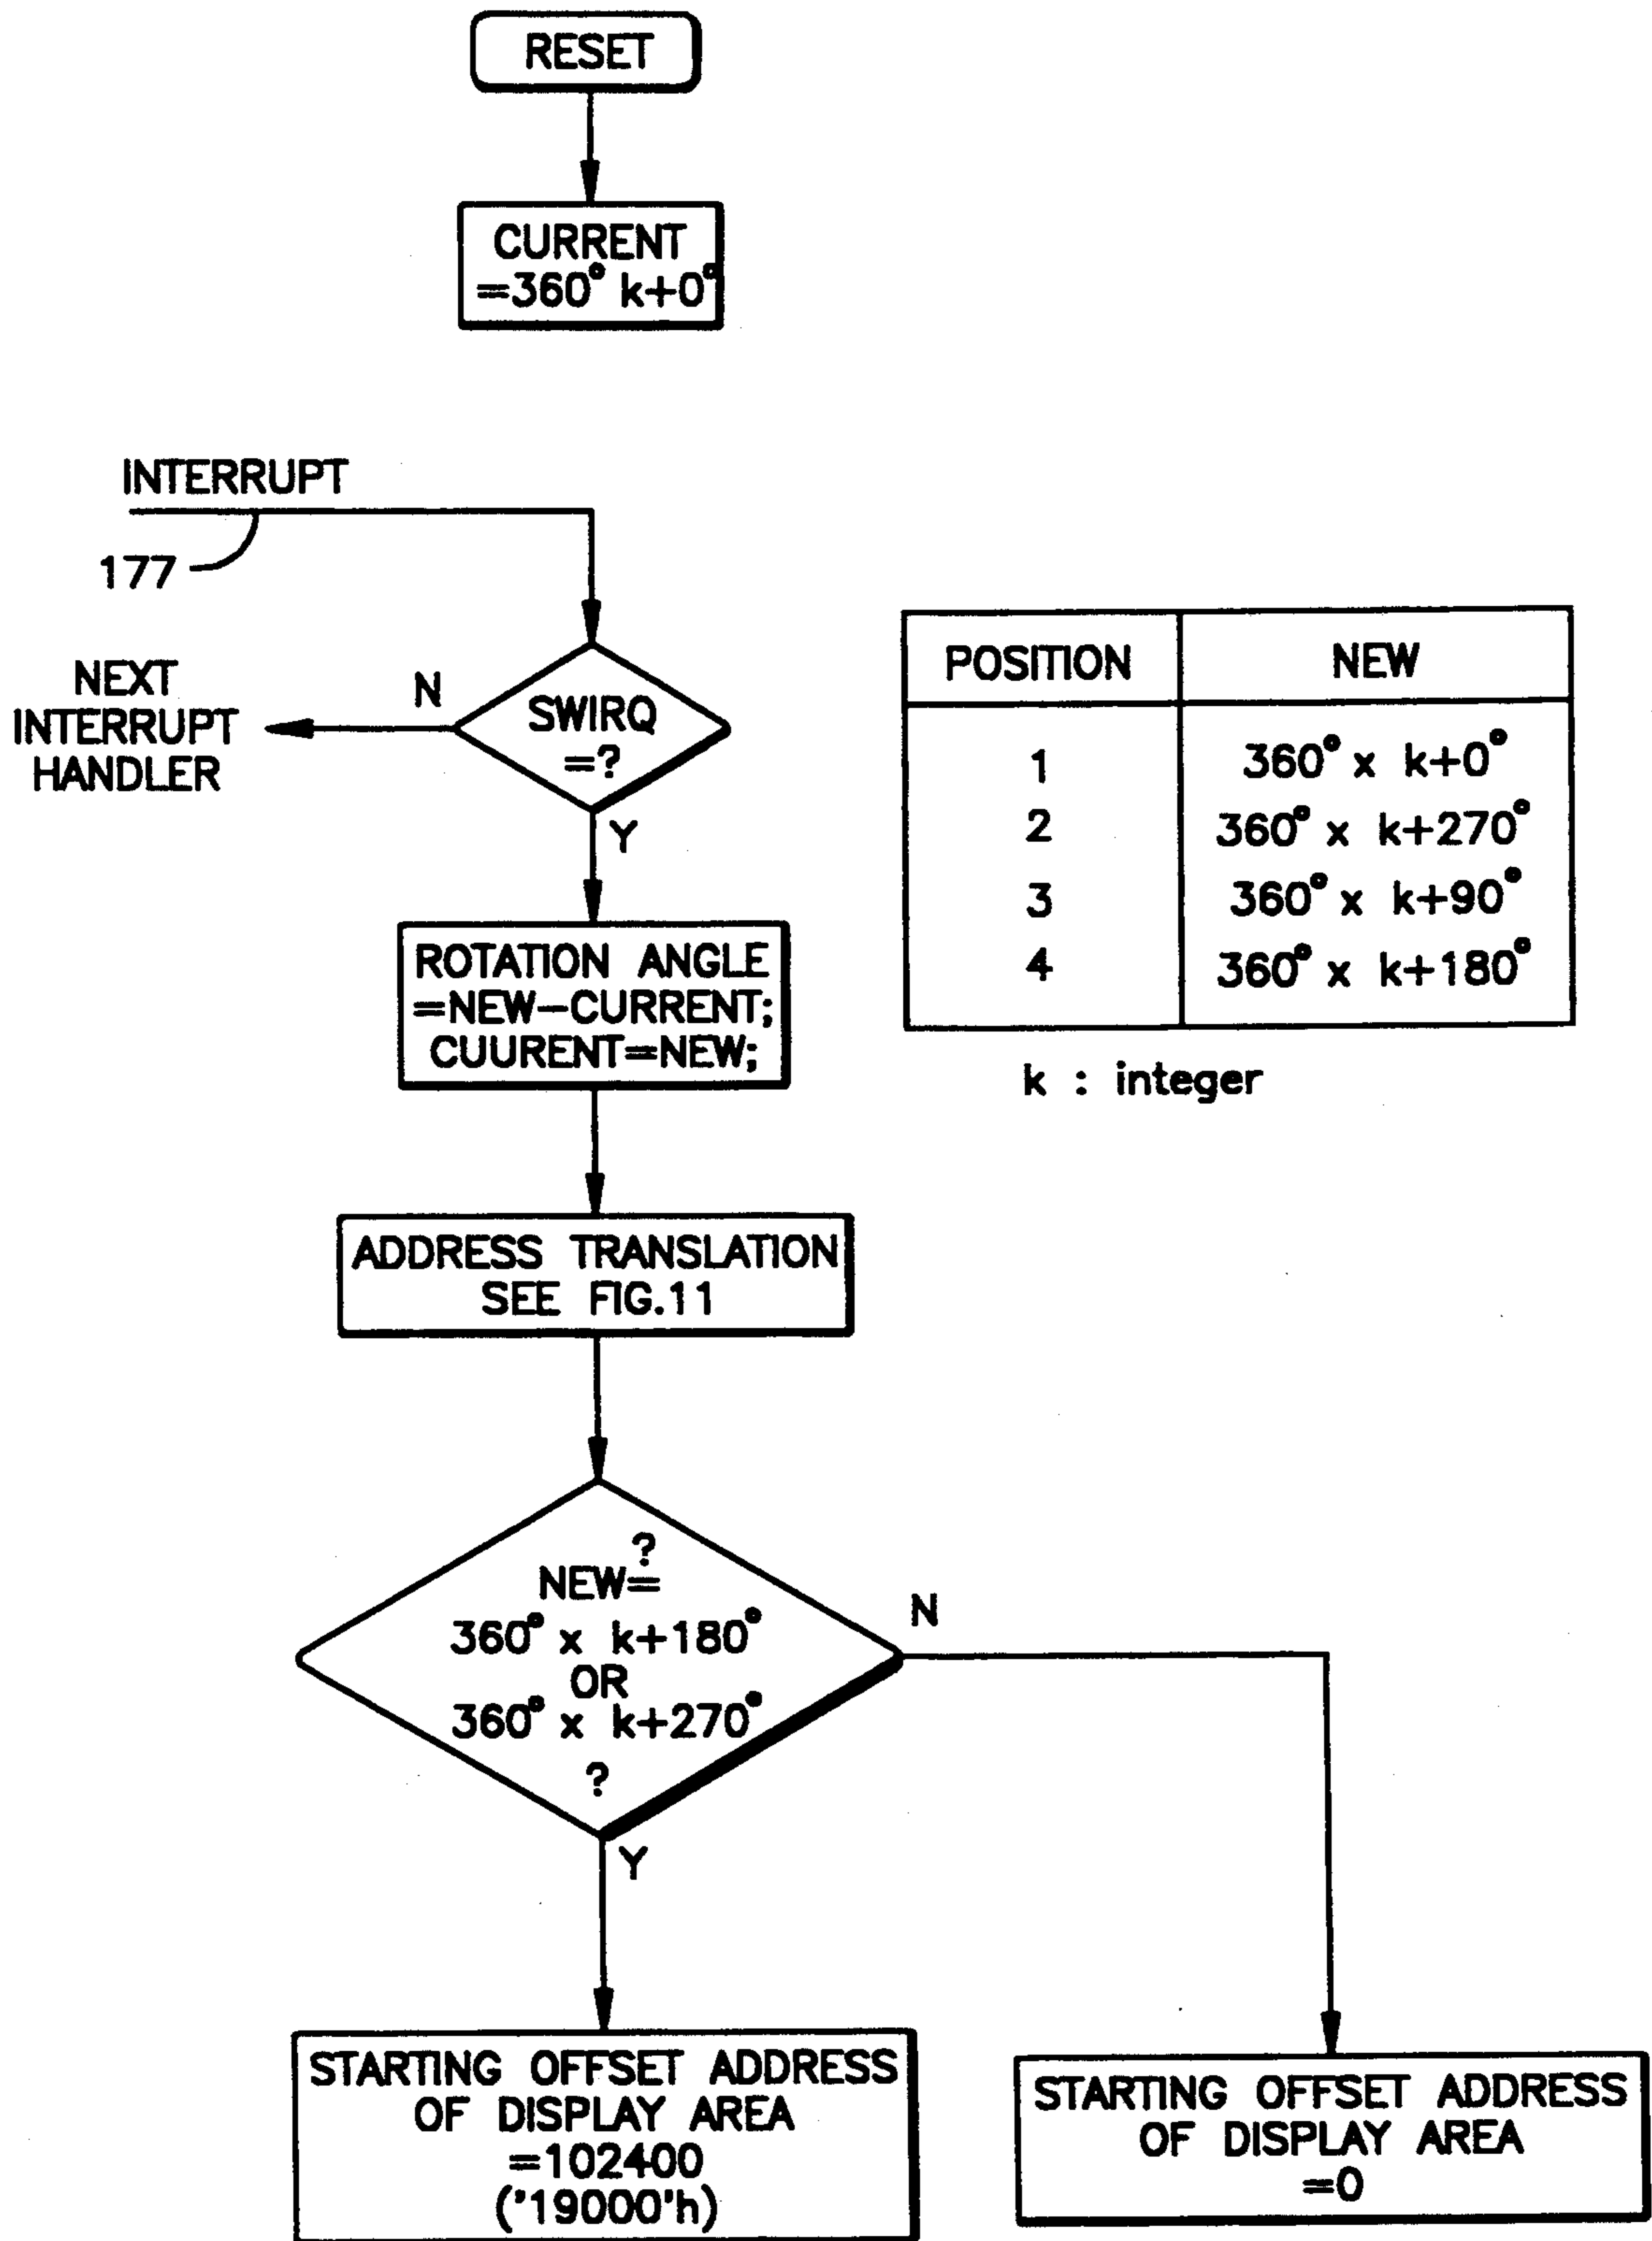 RESET
CURRENT
=360° k+0°
INTERRUPT
177
NEXT
INTERRUPT
HANDLER
N
SWIRQ
=?
Y
POSITION NEW
1 360° x k+0°
2 360° x k+270°
3 360° x k+90°
4 360° x k+180°
k : integer
ROTATION ANGLE
=NEW-CURRENT;
CUURENT=NEW;
ADDRESS TRANSLATION
SEE FIG.11
?
NEW=
360° x k+180°
OR
360° x k+270°
?
N
Y
STARTING OFFSET ADDRESS
OF DISPLAY AREA
=102400
('19000'h)
STARTING OFFSET ADDRESS
OF DISPLAY AREA
=0